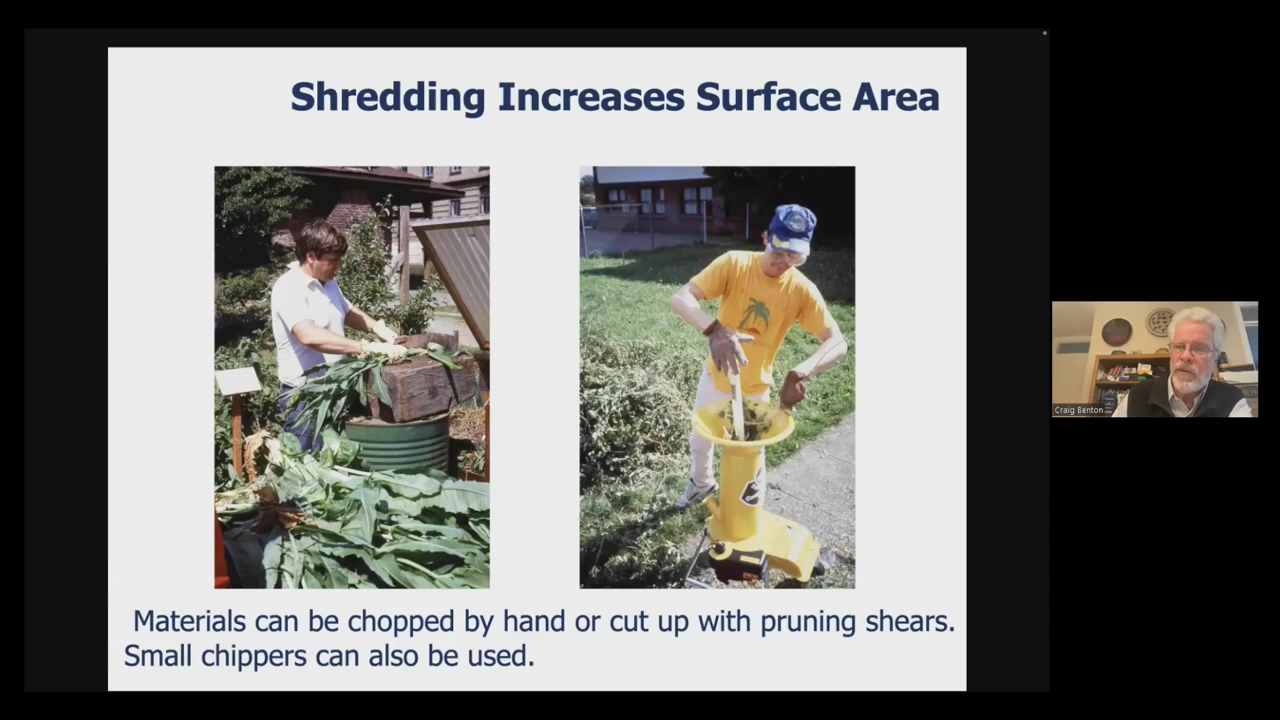 Shredding Increases Surface Area
Materials can be chopped by hand or cut up with pruning shears.
Small chippers can also be used.
Craig Benton